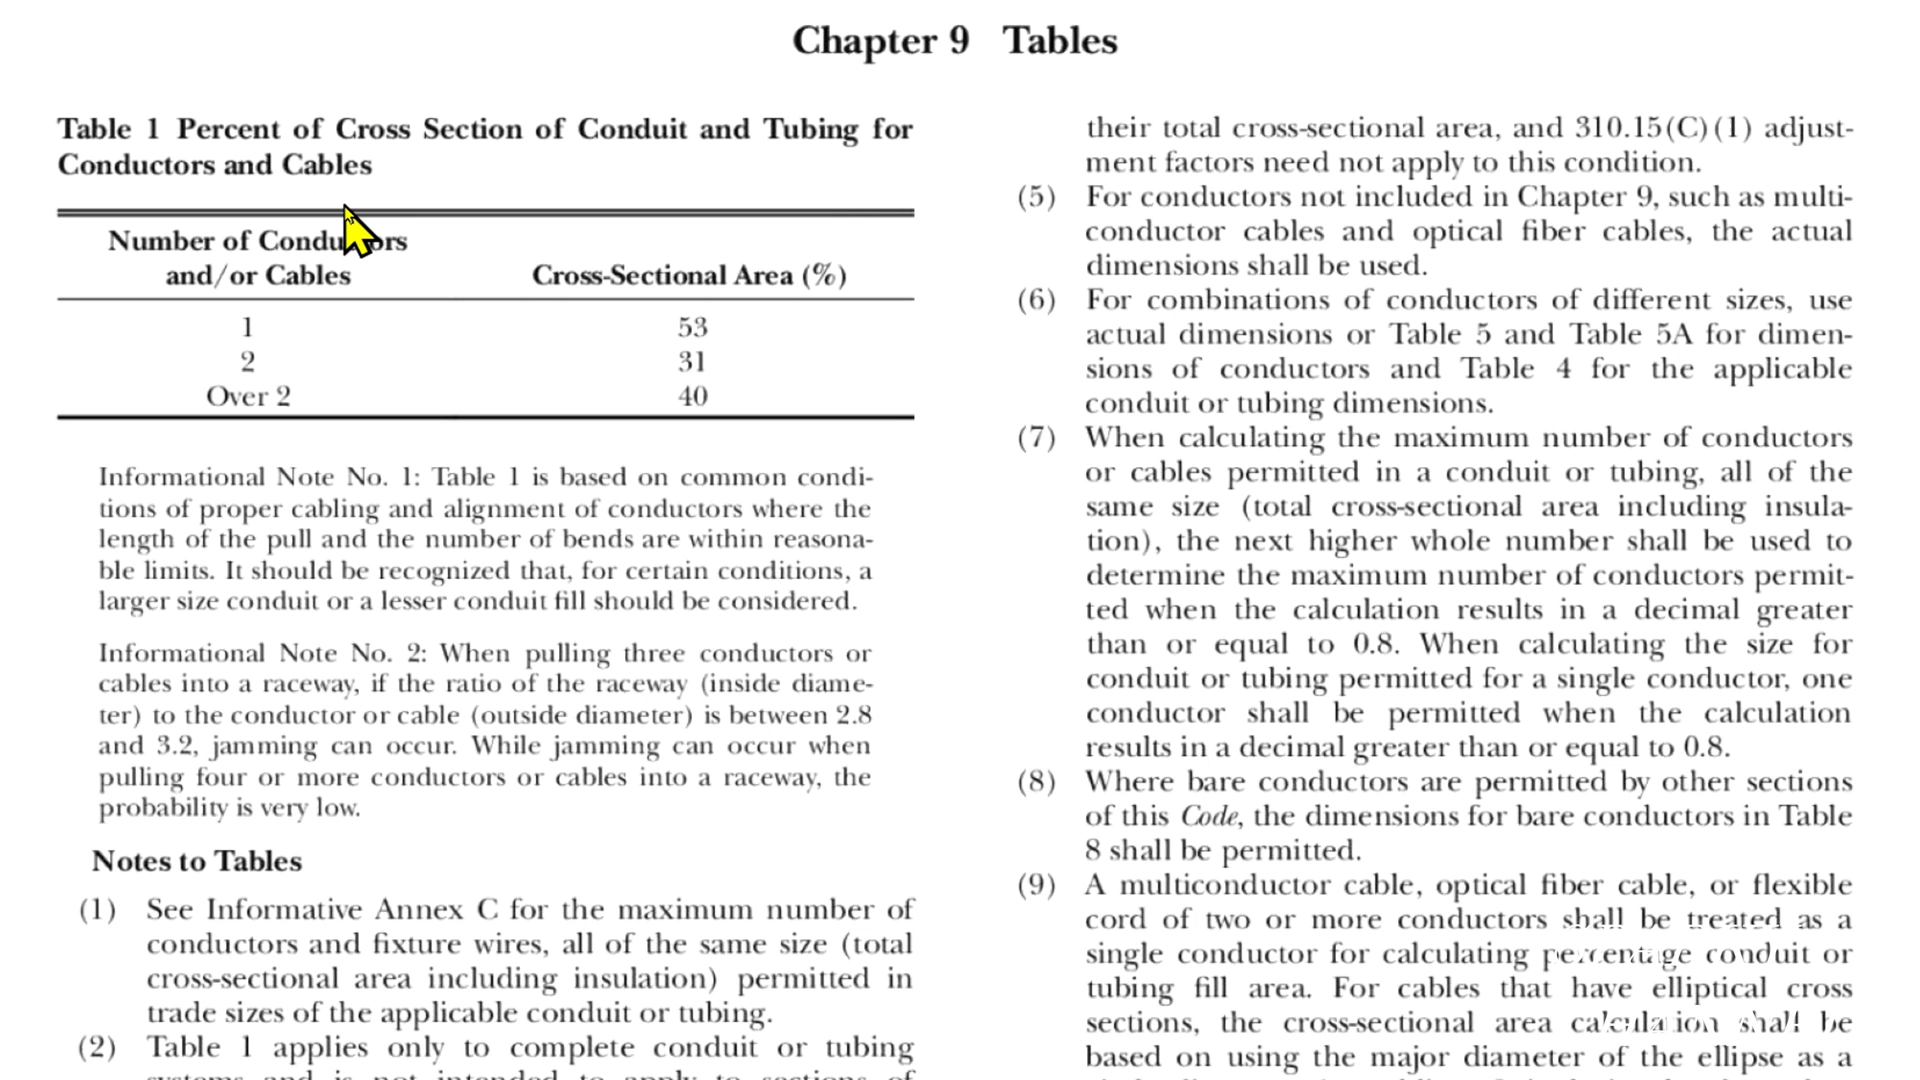 Chapter 9 Tables
Table 1 Percent of Cross Section of Conduit and Tubing for
Conductors and Cables
Number of Conductors
and/or Cables
Cross-Sectional Area (%)
1 53
2 31
Over 2 40
Informational Note No. 1: Table 1 is based on common condi-
tions of proper cabling and alignment of conductors where the
length of the pull and the number of bends are within reasona-
ble limits. It should be recognized that, for certain conditions, a
larger size conduit or a lesser conduit fill should be considered.
Informational Note No. 2: When pulling three conductors or
cables into a raceway, if the ratio of the raceway (inside diame-
ter) to the conductor or cable (outside diameter) is between 2.8
and 3.2, jamming can occur. While jamming can occur when
pulling four or more conductors or cables into a raceway, the
probability is very low.
Notes to Tables
(1) See Informative Annex C for the maximum number of
conductors and fixture wires, all of the same size (total
cross-sectional area including insulation) permitted in
trade sizes of the applicable conduit or tubing.
(2) Table 1 applies only to complete conduit or tubing
systems and is not intended to apply to sections of
their total cross-sectional area, and 310.15(C)(1) adjust-
ment factors need not apply to this condition.
(5) For conductors not included in Chapter 9, such as multi-
conductor cables and optical fiber cables, the actual
dimensions shall be used.
(6) For combinations of conductors of different sizes, use
actual dimensions or Table 5 and Table 5A for dimen-
sions of conductors and Table 4 for the applicable
conduit or tubing dimensions.
(7) When calculating the maximum number of conductors
or cables permitted in a conduit or tubing, all of the
same size (total cross-sectional area including insula-
tion), the next higher whole number shall be used to
determine the maximum number of conductors permit-
ted when the calculation results in a decimal greater
than or equal to 0.8. When calculating the size for
conduit or tubing permitted for a single conductor, one
conductor shall be permitted when the calculation
results in a decimal greater than or equal to 0.8.
(8) Where bare conductors are permitted by other sections
of this Code, the dimensions for bare conductors in Table
8 shall be permitted.
(9) A multiconductor cable, optical fiber cable, or flexible
cord of two or more conductors shall be treated as a
single conductor for calculating percentage conduit or
tubing fill area. For cables that have elliptical cross
sections, the cross-sectional area calculation shall be
based on using the major diameter of the ellipse as a